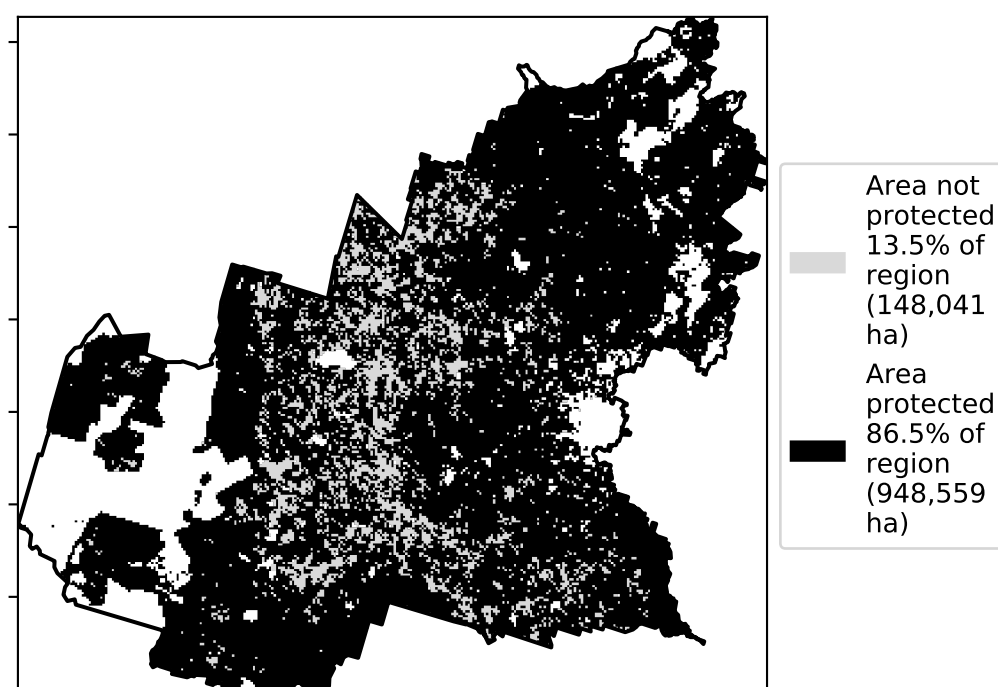 Area not
protected
13.5% of
region
(148,041
ha)
Area
protected
86.5% of
region
(948,559
ha)